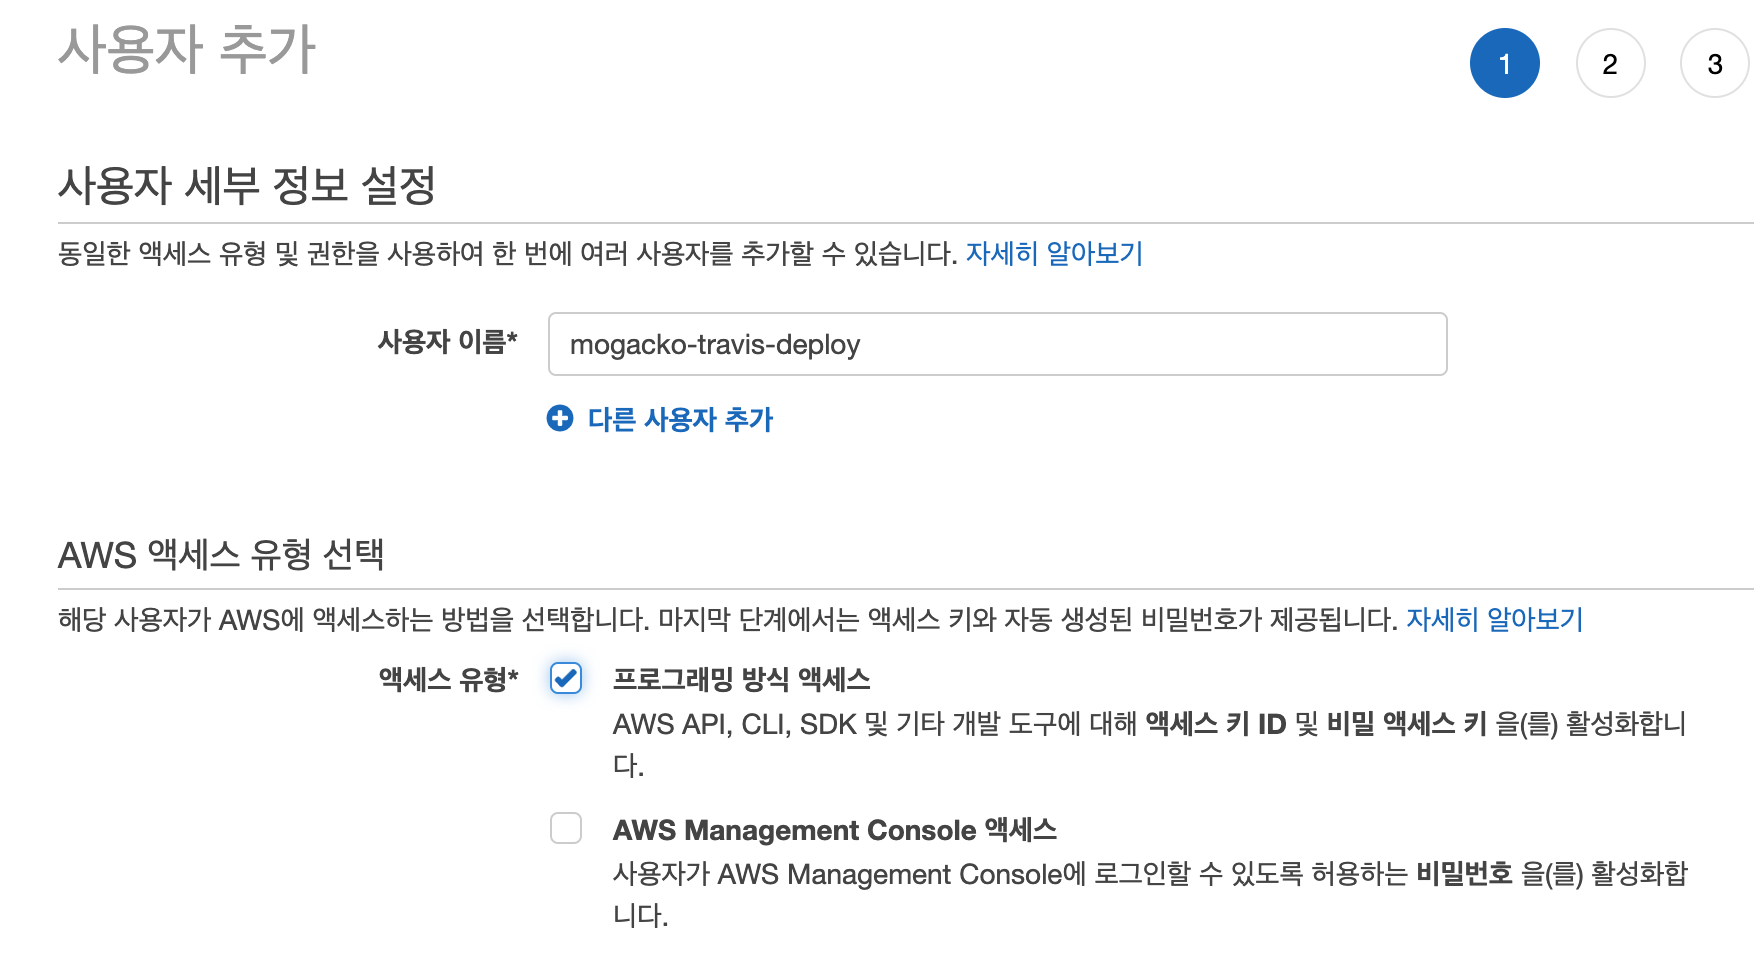 사용자 추가
1 2 3
사용자 세부 정보 설정
동일한 액세스 유형 및 권한을 사용하여 한 번에 여러 사용자를 추가할 수 있습니다. 자세히 알아보기
사용자 이름* mogacko-travis-deploy
다른 사용자 추가
AWS 액세스 유형 선택
해당 사용자가 AWS에 액세스하는 방법을 선택합니다. 마지막 단계에서는 액세스 키와 자동 생성된 비밀번호가 제공됩니다. 자세히 알아보기
액세스 유형* 프로그래밍 방식 액세스
AWS API, CLI, SDK 및 기타 개발 도구에 대해 액세스 키 ID 및 비밀 액세스 키 을(를) 활성화합니
다.
AWS Management Console 액세스
사용자가 AWS Management Console에 로그인할 수 있도록 허용하는 비밀번호 을(를) 활성화합
니다.